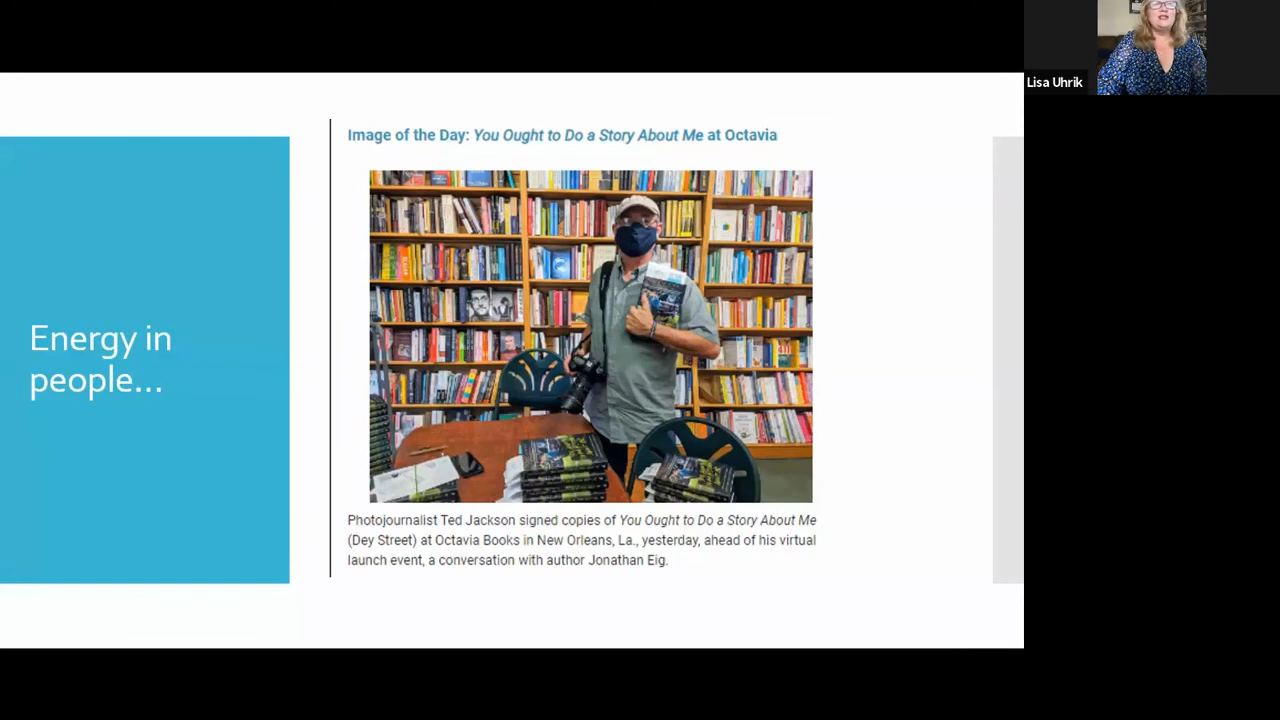 Lisa Uhrik
Image of the Day: You Ought to Do a Story About Me at Octavia
Energy in
people...
Photojournalist Ted Jackson signed copies of You Ought to Do a Story About Me
(Dey Street) at Octavia Books in New Orleans, La., yesterday, ahead of his virtual
launch event, a conversation with author Jonathan Eig.